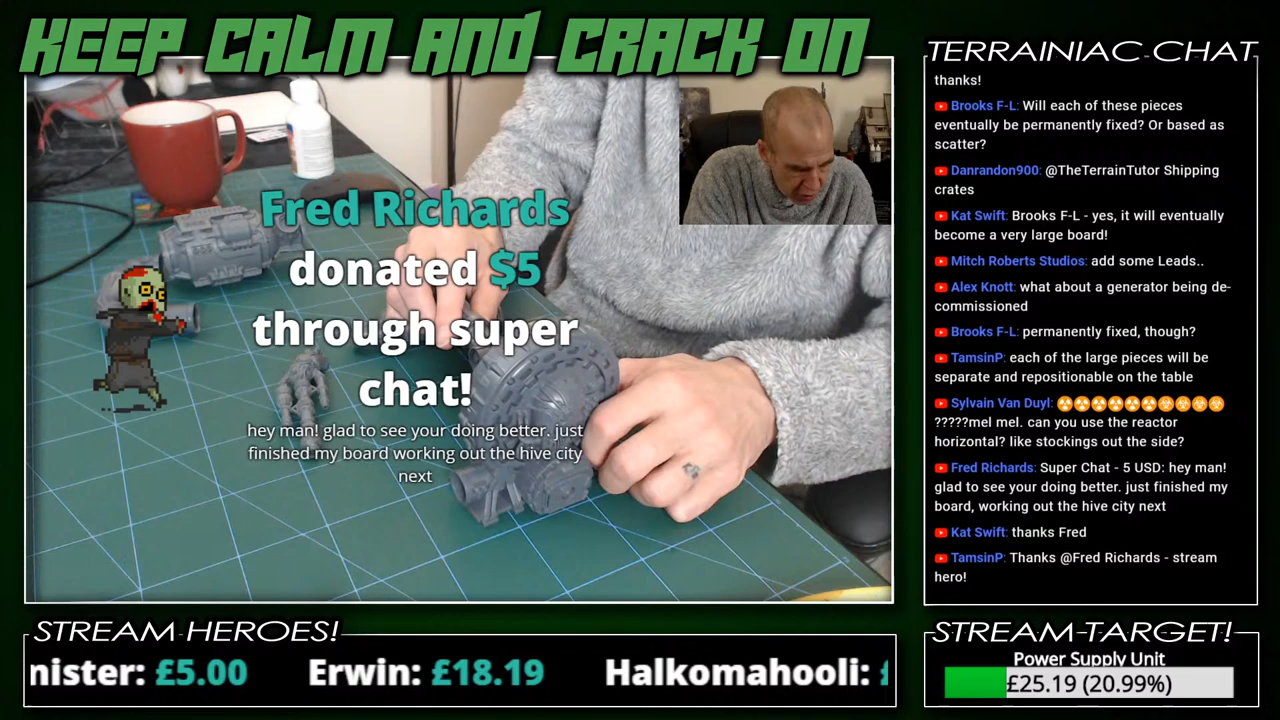 KEEP CALM AND CRACK ON
TERRAINIAC CHAT
thanks!
Brooks F-L: Will each of these pieces
eventually be permanently fixed? Or based as
scatter?
Danrandon900: @TheTerrainTutor Shipping
crates
Kat Swift: Brooks F-L - yes, it will eventually
become a very large board!
Mitch Roberts Studios: add some Leads..
Alex Knott: what about a generator being de-
commissioned
Brooks F-L: permanently fixed, though?
TamsinP: each of the large pieces will be
separate and repositionable on the table
Sylvain Van Duyl: ☢☢☢☢☢☢☣☣☣☣
?????mel mel. can you use the reactor
horizontal? like stockings out the side?
Fred Richards: Super Chat - 5 USD: hey man!
glad to see your doing better. just finished my
board, working out the hive city next
Kat Swift: thanks Fred
TamsinP: Thanks @Fred Richards - stream
hero!
Fred Richards
donated $5
through super
chat!
hey man! glad to see your doing better. just
finished my board working out the hive city
next
STREAM HEROES!
nister: £5.00 Erwin: £18.19 Halkomahooli: £
STREAM TARGET!
Power Supply Unit
£25.19 (20.99%)